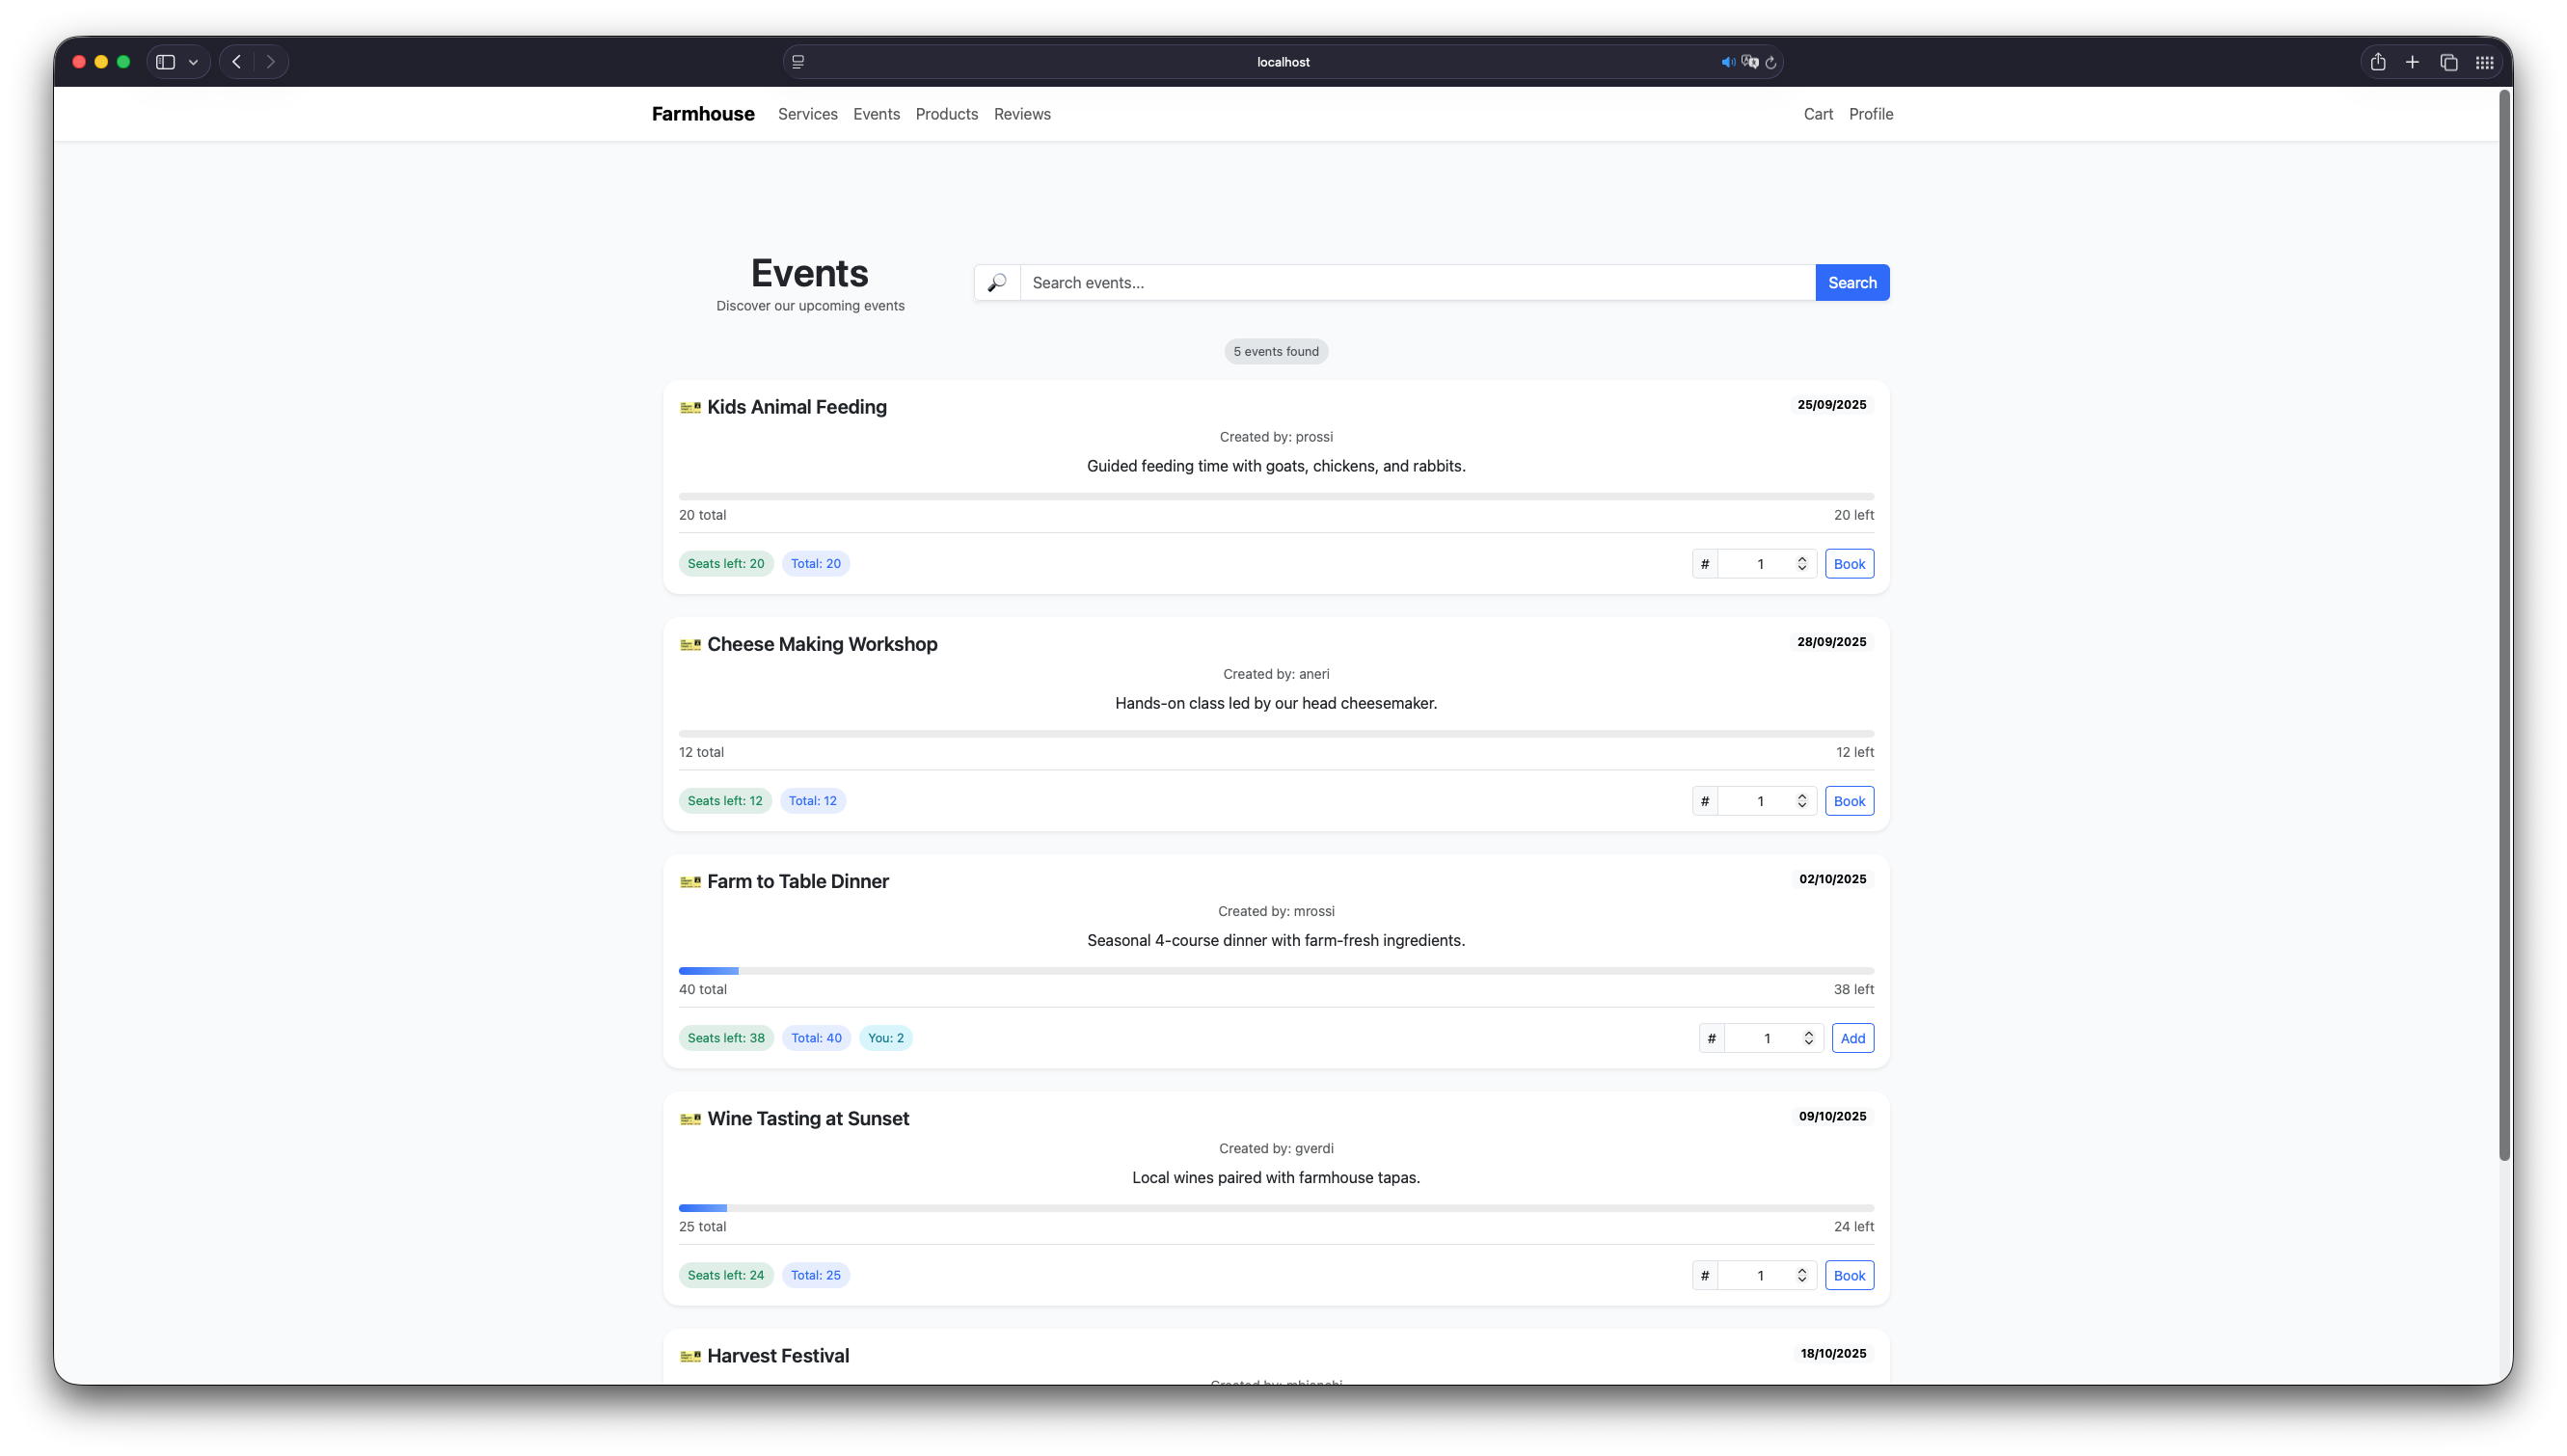 localhost
Farmhouse Services Events Products Reviews Cart Profile
Events
Discover our upcoming events
Search events... Search
5 events found
Kids Animal Feeding 25/09/2025
Created by: prossi
Guided feeding time with goats, chickens, and rabbits.
20 total 20 left
Seats left: 20 Total: 20 # 1 Book
Cheese Making Workshop 28/09/2025
Created by: aneri
Hands-on class led by our head cheesemaker.
12 total 12 left
Seats left: 12 Total: 12 # 1 Book
Farm to Table Dinner 02/10/2025
Created by: mrossi
Seasonal 4-course dinner with farm-fresh ingredients.
40 total 38 left
Seats left: 38 Total: 40 You: 2 # 1 Add
Wine Tasting at Sunset 09/10/2025
Created by: gverdi
Local wines paired with farmhouse tapas.
25 total 24 left
Seats left: 24 Total: 25 # 1 Book
Harvest Festival 18/10/2025
Created by: